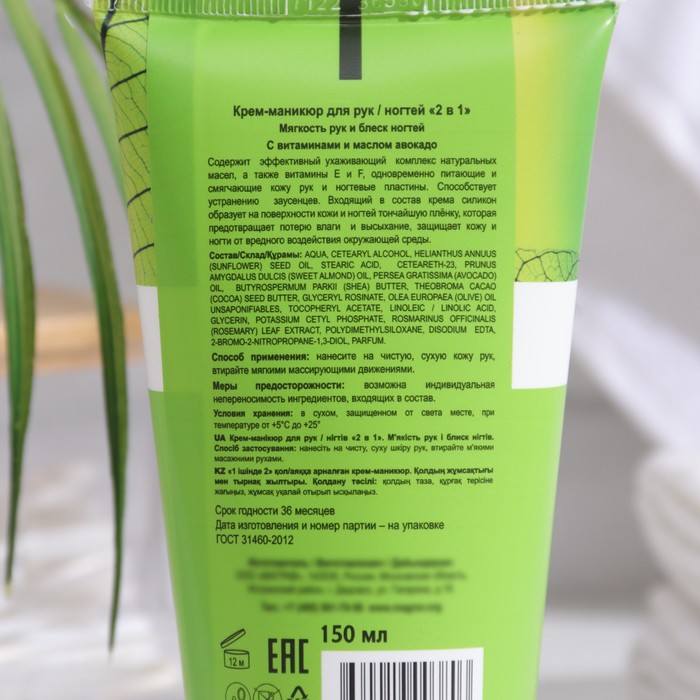 Крем-маникюр для рук / ногтей «2 в 1»
Мягкость рук и блеск ногтей
С витаминами и маслом авокадо
Содержит эффективный ухаживающий комплекс натуральных
масел, а также витамины E и F, одновременно питающие и
смягчающие кожу рук и ногтевые пластины. Способствует
устранению заусенцев. Входящий в состав крема силикон
образует на поверхности кожи и ногтей тончайшую плёнку, которая
предотвращает потерю влаги и высыхание, защищает кожу и
ногти от вредного воздействия окружающей среды.
Состав/Склад/Құрамы: AQUA, CETEARYL ALCOHOL, HELIANTHUS ANNUUS
(SUNFLOWER) SEED OIL, STEARIC ACID, CETEARETH-23, PRUNUS
AMYGDALUS DULCIS (SWEET ALMOND) OIL, PERSEA GRATISSIMA (AVOCADO)
OIL, BUTYROSPERMUM PARKII (SHEA) BUTTER, THEOBROMA CACAO
(COCOA) SEED BUTTER, GLYCERYL ROSINATE, OLEA EUROPAEA (OLIVE) OIL
UNSAPONIFIABLES, TOCOPHERYL ACETATE, LINOLEIC / LINOLIC ACID,
GLYCERIN, POTASSIUM CETYL PHOSPHATE, ROSMARINUS OFFICINALIS
(ROSEMARY) LEAF EXTRACT, POLYDIMETHYLSILOXANE, DISODIUM EDTA,
2-BROMO-2-NITROPROPANE-1,3-DIOL, PARFUM.
Способ применения: нанесите на чистую, сухую кожу рук,
втирайте мягкими массирующими движениями.
Меры предосторожности: возможна индивидуальная
непереносимость ингредиентов, входящих в состав.
Условия хранения: в сухом, защищенном от света месте, при
температуре от +5°C до +25°
UA Крем-манікюр для рук / нігтів «2 в 1». М'якість рук і блиск нігтів.
Спосіб застосування: нанесіть на чисту, суху шкіру рук, втирайте м'якими
масажними рухами.
KZ «1 ішінде 2» қол/аяққа арналған крем-маникюр. Қолдың жұмсақтығы
мен тырнақ жылтыры. Қолдану тәсілі: қолдың таза, құрғақ терісіне
жағыңыз, жұмсақ уқалай отырып ысқылаңыз.
Срок годности 36 месяцев
Дата изготовления и номер партии – на упаковке
ГОСТ 31460-2012
12 м
EAC
150 мл